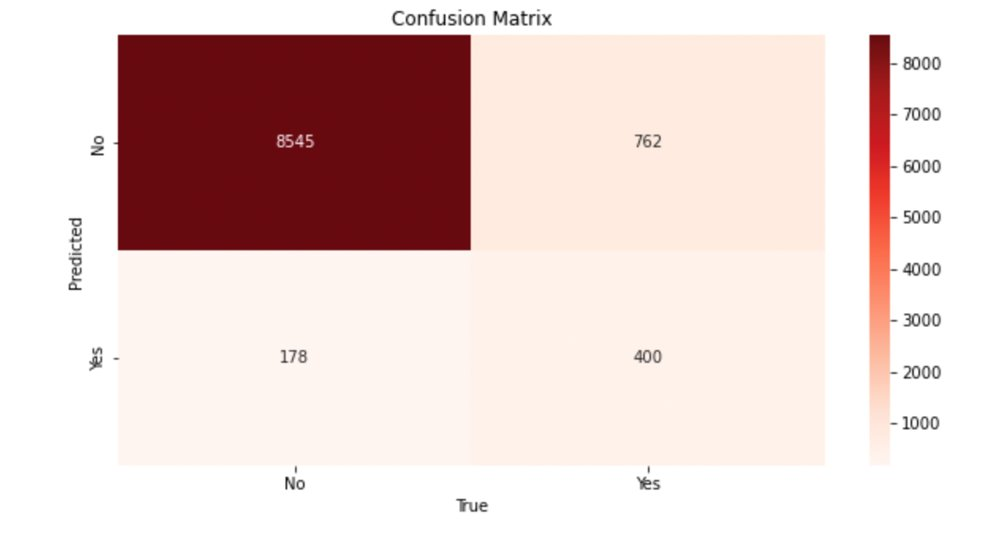 Confusion Matrix
No
8545
762
Predicted
Yes
178
400
No
Yes
True
8000
7000
6000
5000
4000
3000
2000
1000